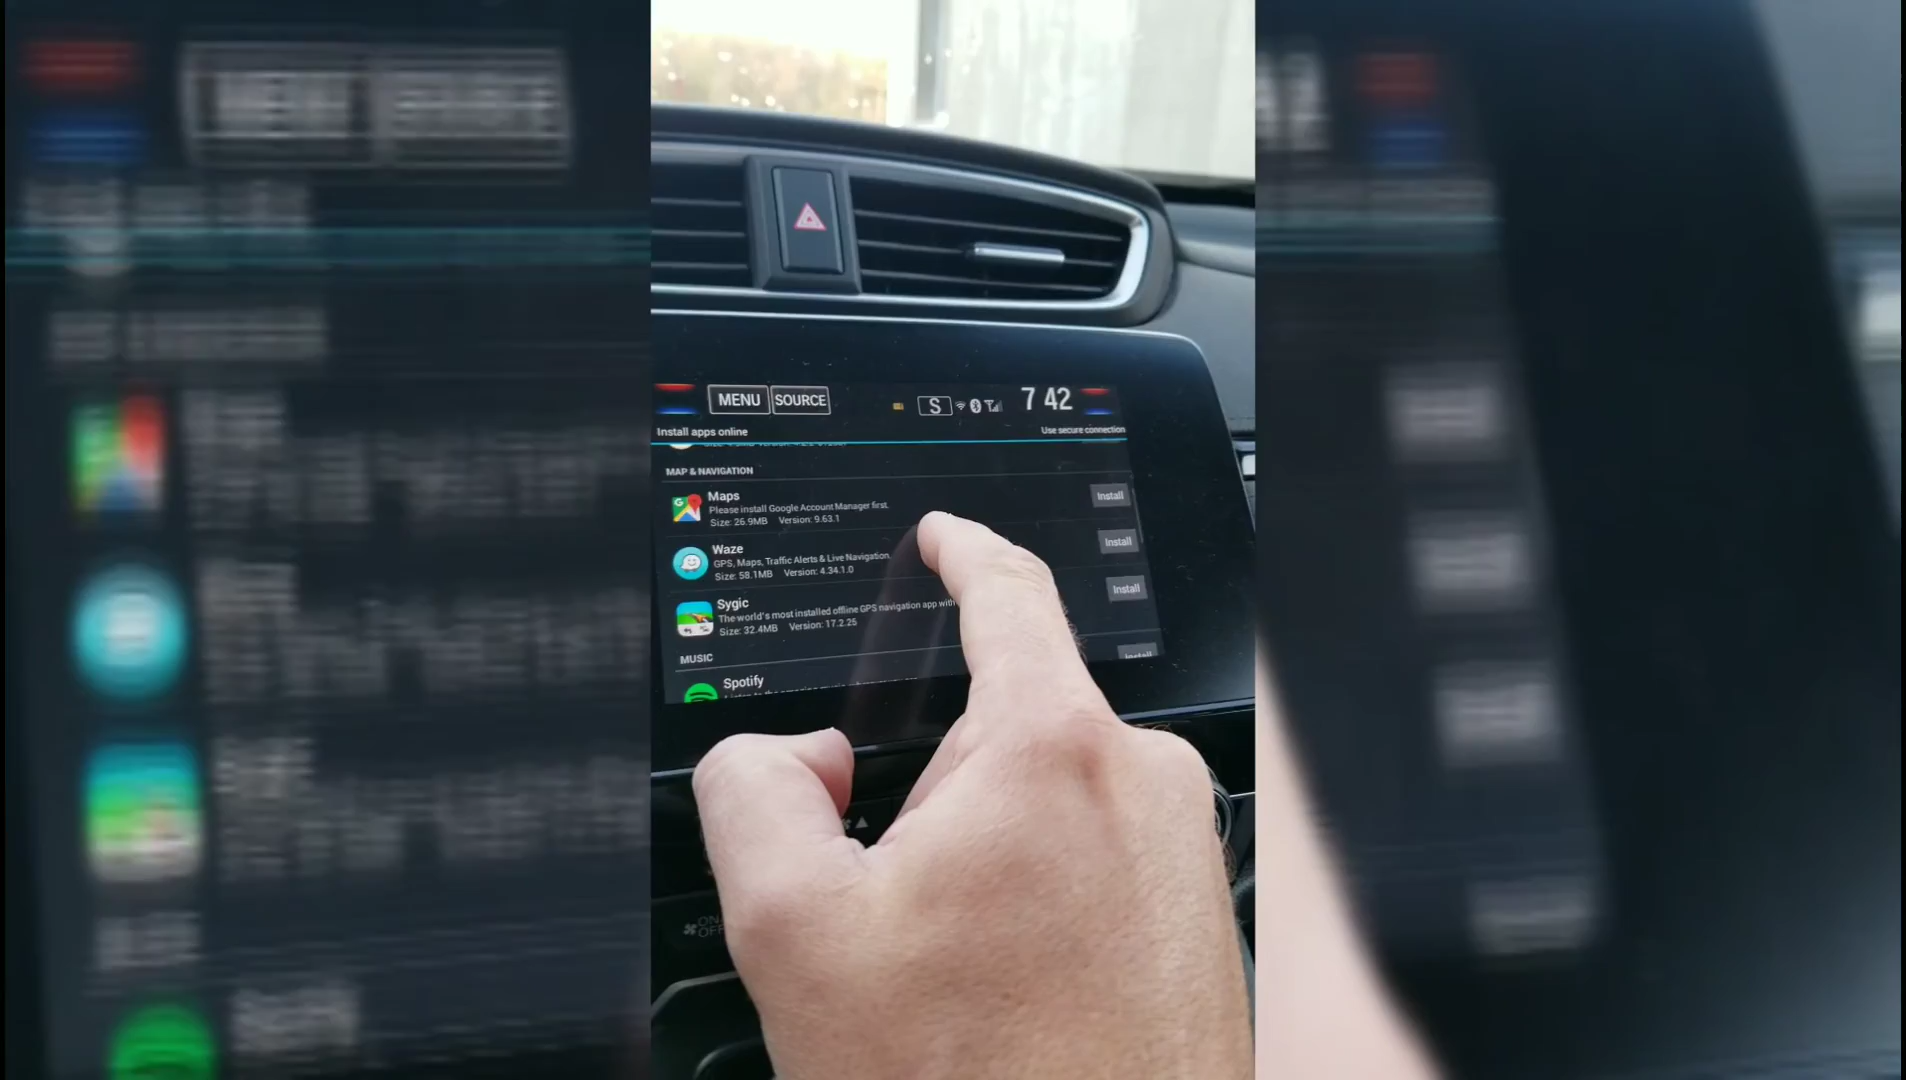 MENU SOURCE
S
7 42
Install apps online
Use secure connection
MAP & NAVIGATION
Maps
Please install Google Account Manager first.
Size: 26.9MB Version: 9.63.1
Install
Waze
GPS, Maps, Traffic Alerts & Live Navigation.
Size: 58.1MB Version: 4.34.1.0
Install
Sygic
The world's most installed offline GPS navigation app with
Size: 32.4MB Version: 17.2.25
Install
MUSIC
Install
Spotify
ON
OFF